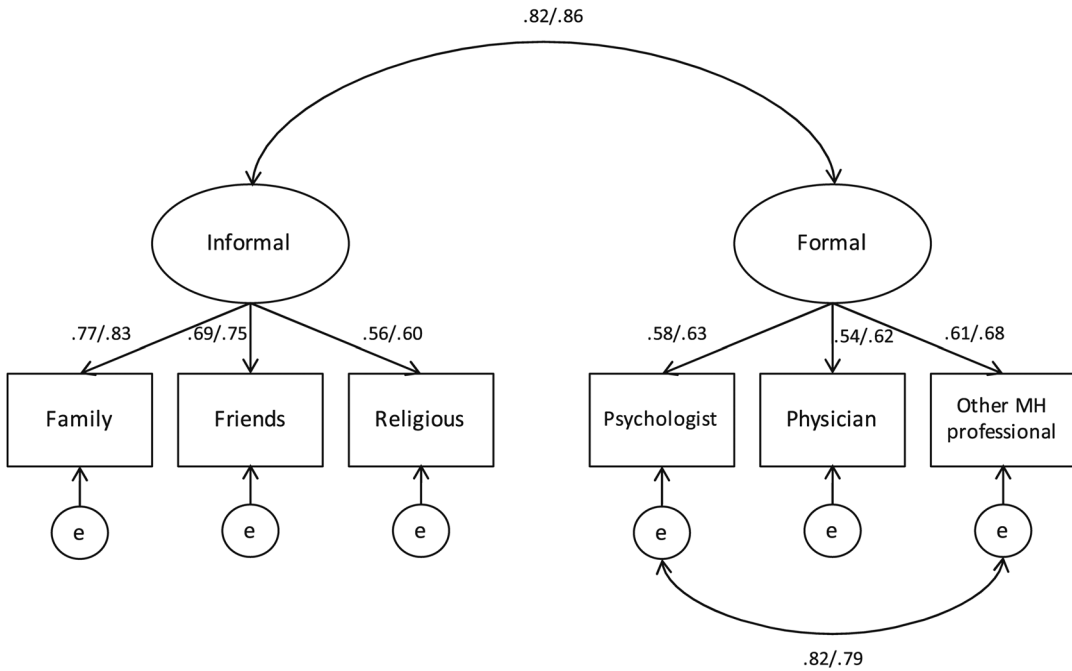 .82/.86
Informal
Formal
.77/.83
.69/.75
.56/.60
.58/.63
.54/.62
.61/.68
Family
Friends
Religious
Psychologist
Physician
Other MH
professional
e
e
e
e
e
e
.82/.79